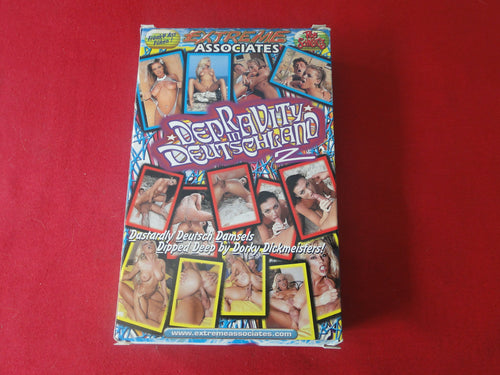 EXTREME
ASSOCIATES
DEPRAVITY
IN
DEUTSCHLAND
2
Dastardly Deutsch Damsels
Dipped Deep by Dorky Dickmeisters!
www.extremeassociates.com